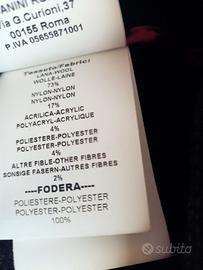 ANINI R
Via G.Curioni,37
00155 Roma
P.IVA 05655871001
Tessuto/Fabric:
LANA-WOOL
WOLLE-LAINE
73%
NYLON-NYLON
NYLON-NYLON
17%
ACRILICA-ACRYLIC
POLYACRYL-ACRYLIQUE
4%
POLIESTERE-POLYESTER
POLYESTER-POLYESTER
4%
ALTRE FIBLE-OTHER FIBRES
SONSIGE FASERN-AUTRES FIBRES
2%
----FODERA----
POLIESTERE-POLYESTER
POLYESTER-POLYESTER
100%
subito